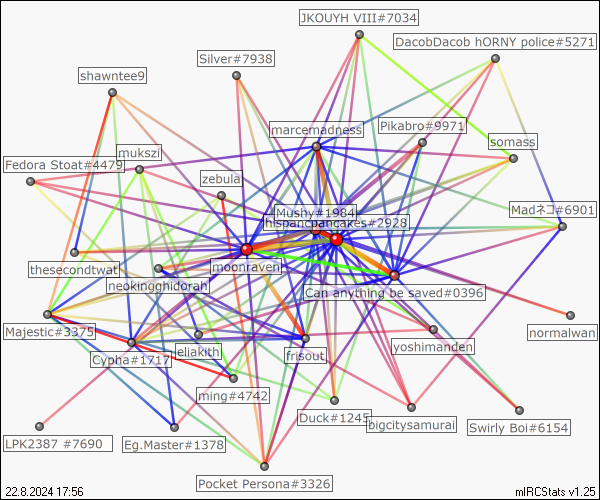 JKOUYH VIII#7034
DacobDacob hORNY police#5271
Silver#7938
shawntee9
marcemadness
Pikabro#9971
somass
mukszi
Fedora Stoat#4479
zebula
Mushy#1984
Madネコ#6901
hispancpancakes#2928
thesecondtwat
moonraven
neokingghidorah
Can anything be saved#0396
Majestic#3375
normalwan
Cypha#1717
eliakith
frisout
yoshimanden
ming#4742
Duck#1245
bigcitysamurai
Swirly Boi#6154
LPK2387 #7690
Eg.Master#1378
Pocket Persona#3326
22.8.2024 17:56
mIRCStats v1.25